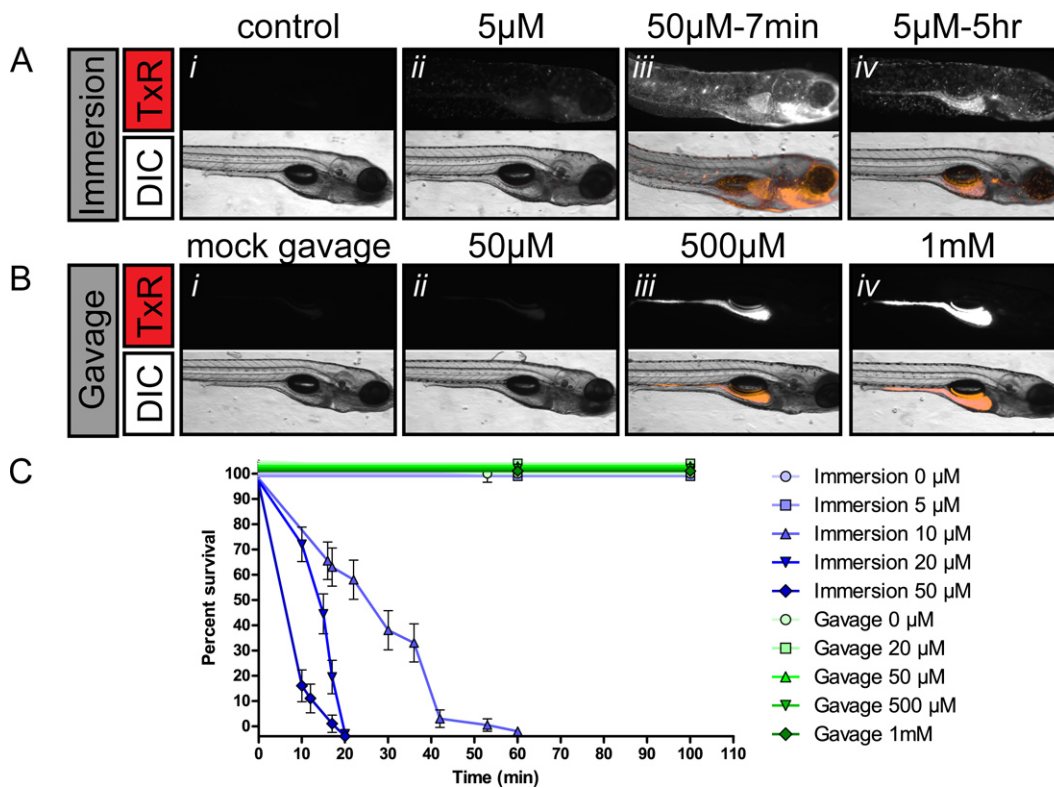 control 5µM 50µM-7min 5µM-5hr
A
Immersion
TxR
DIC
i ii iii iv
mock gavage 50µM 500µM 1mM
B
Gavage
TxR
DIC
i ii iii iv
C
Percent survival
100
90
80
70
60
50
40
30
20
10
0
0 10 20 30 40 50 60 70 80 90 100 110
Time (min)
Immersion 0 µM
Immersion 5 µM
Immersion 10 µM
Immersion 20 µM
Immersion 50 µM
Gavage 0 µM
Gavage 20 µM
Gavage 50 µM
Gavage 500 µM
Gavage 1mM